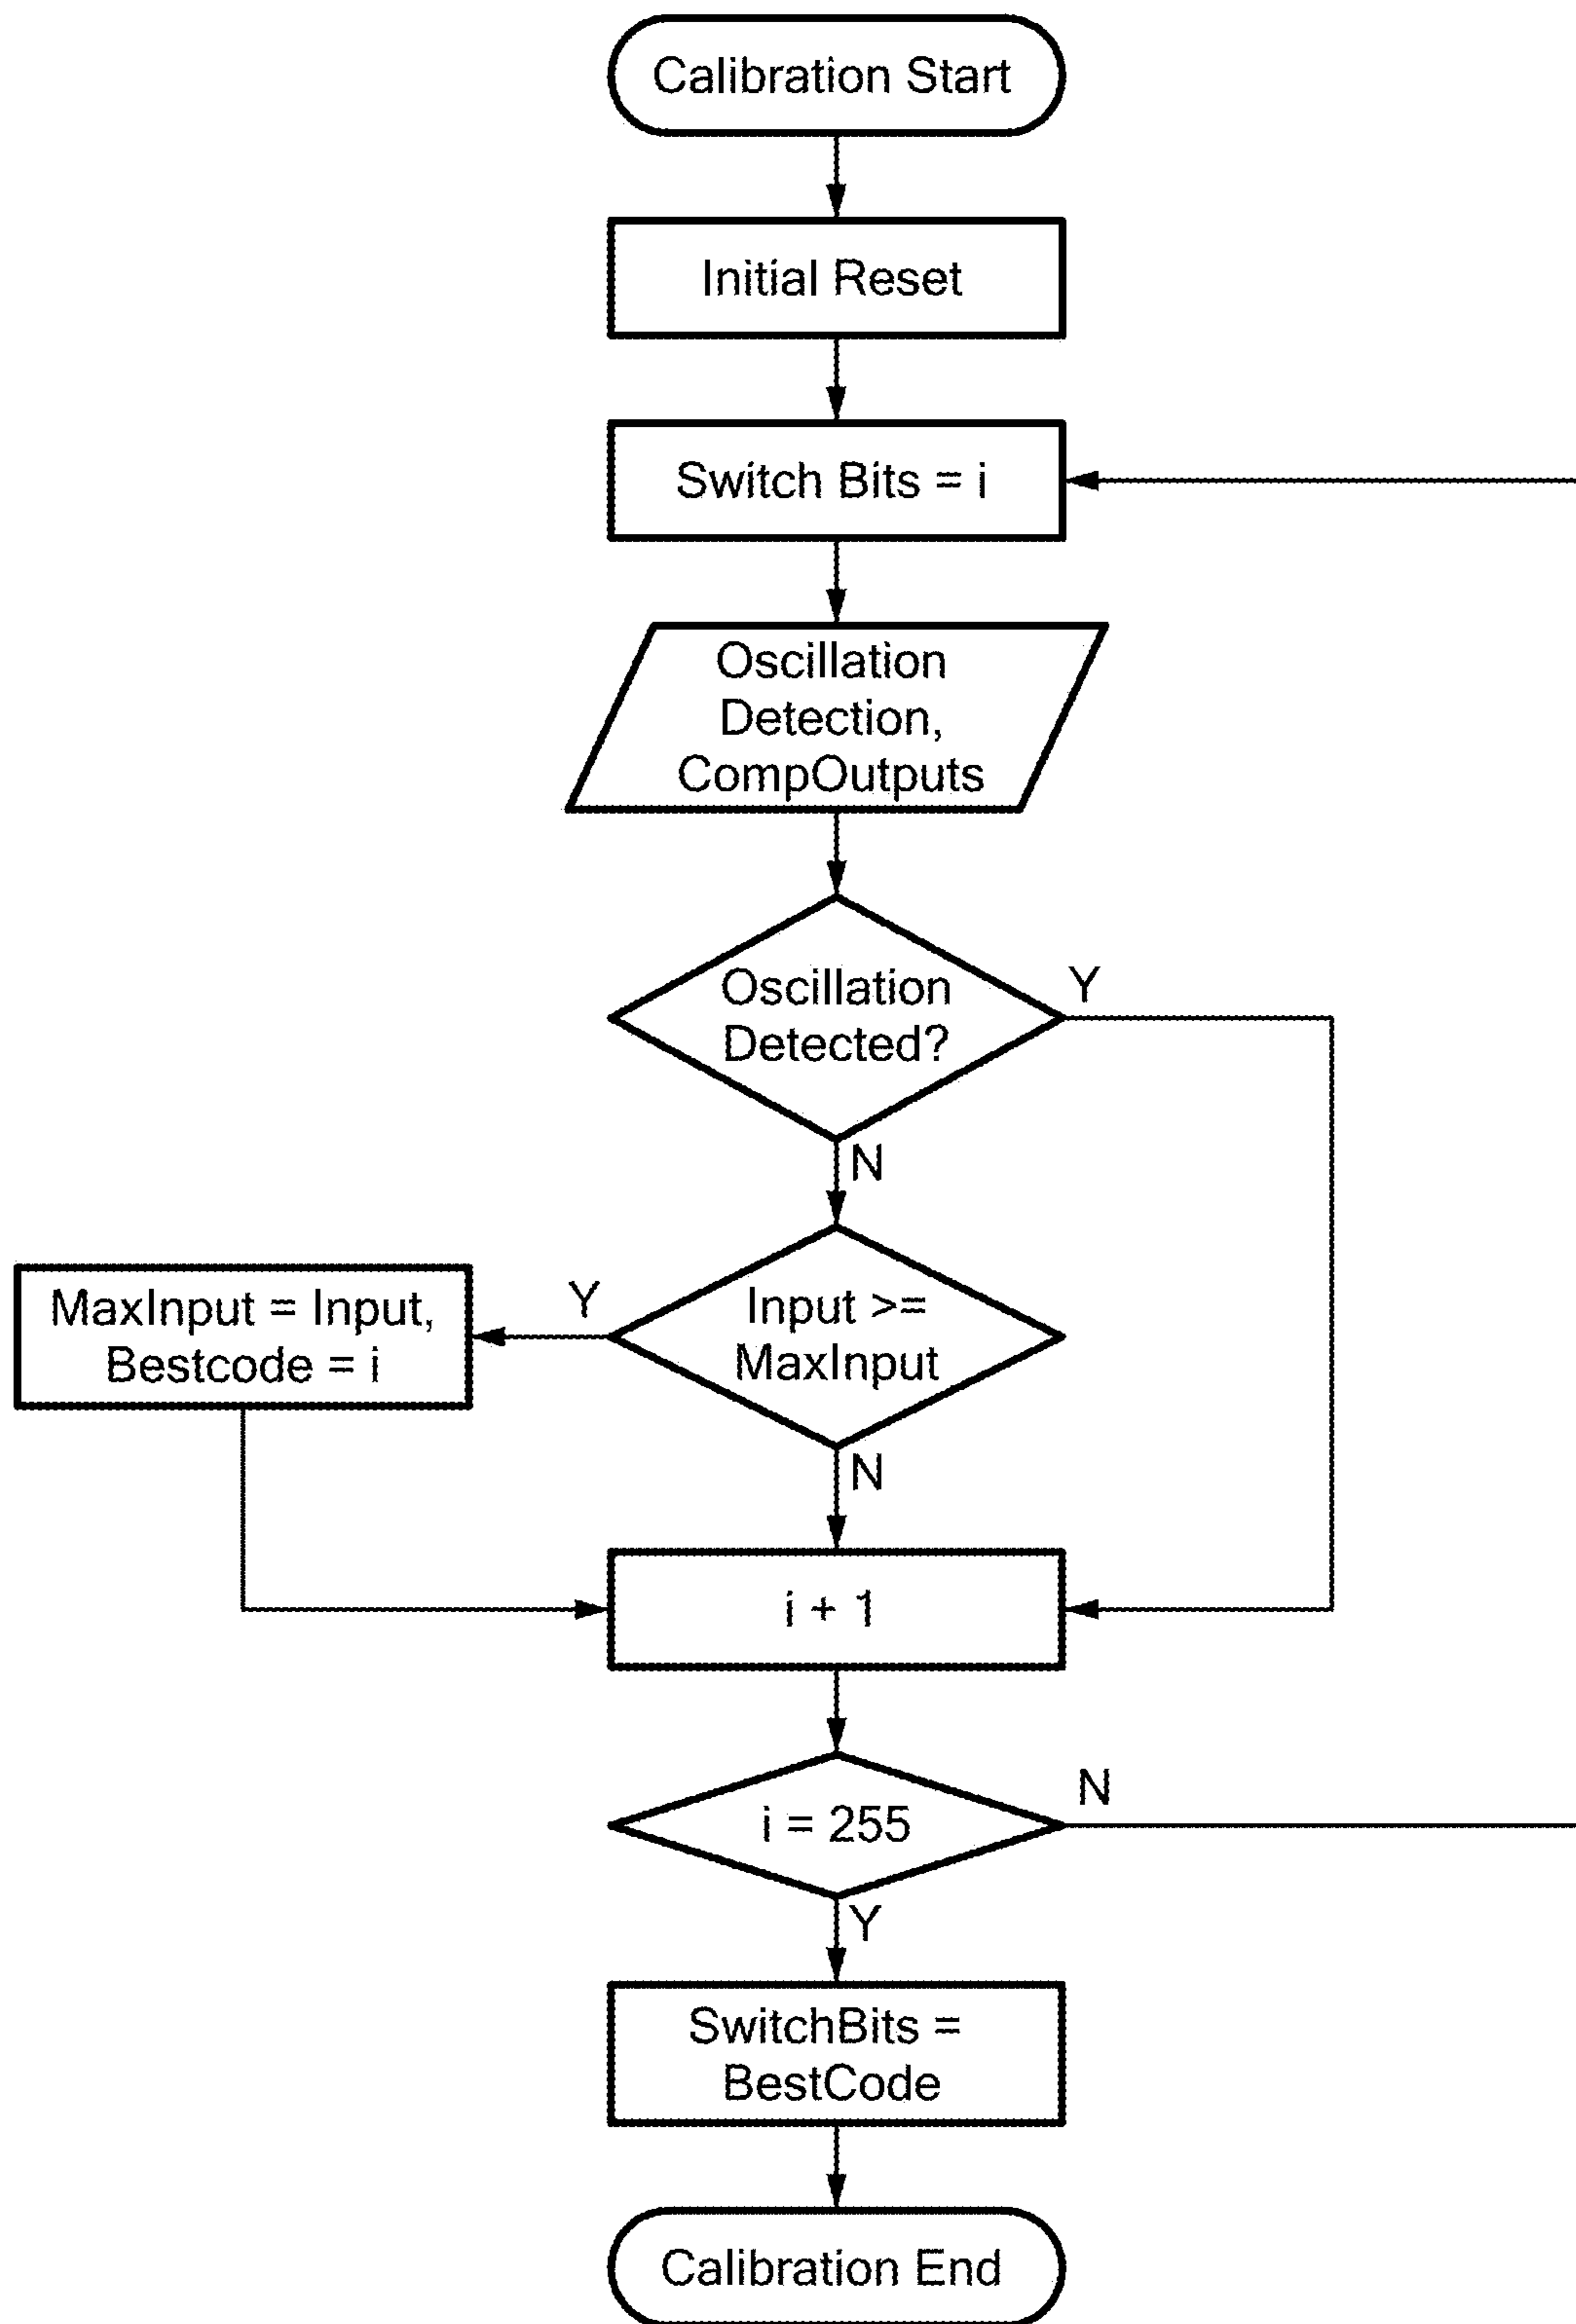 Calibration Start
Initial Reset
Switch Bits = i
Oscillation
Detection,
CompOutputs
Oscillation
Detected?
Y
N
Input >=
MaxInput
Y
MaxInput = Input,
Bestcode = i
N
i + 1
i = 255
N
Y
SwitchBits =
BestCode
Calibration End